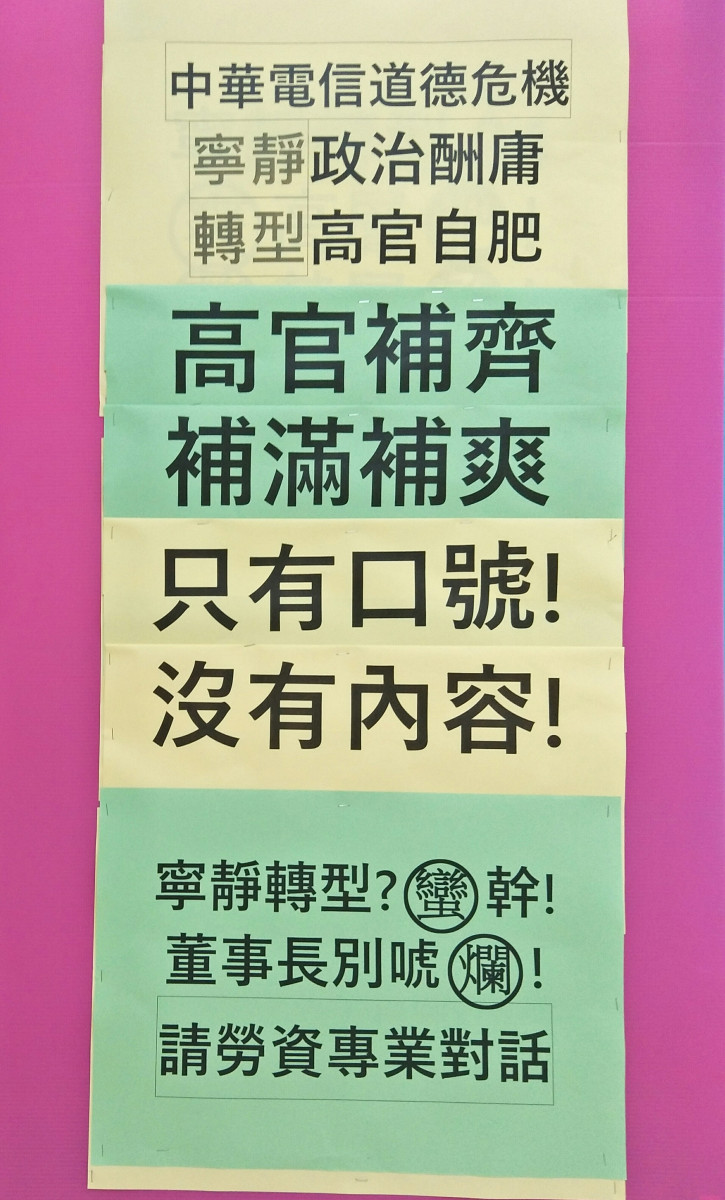 中華電信道德危機
寧靜政治酬庸
轉型高官自肥
高官補齊
補滿補爽
只有口號!
沒有內容!
寧靜轉型?蠻幹!
董事長別唬爛!
請勞資專業對話